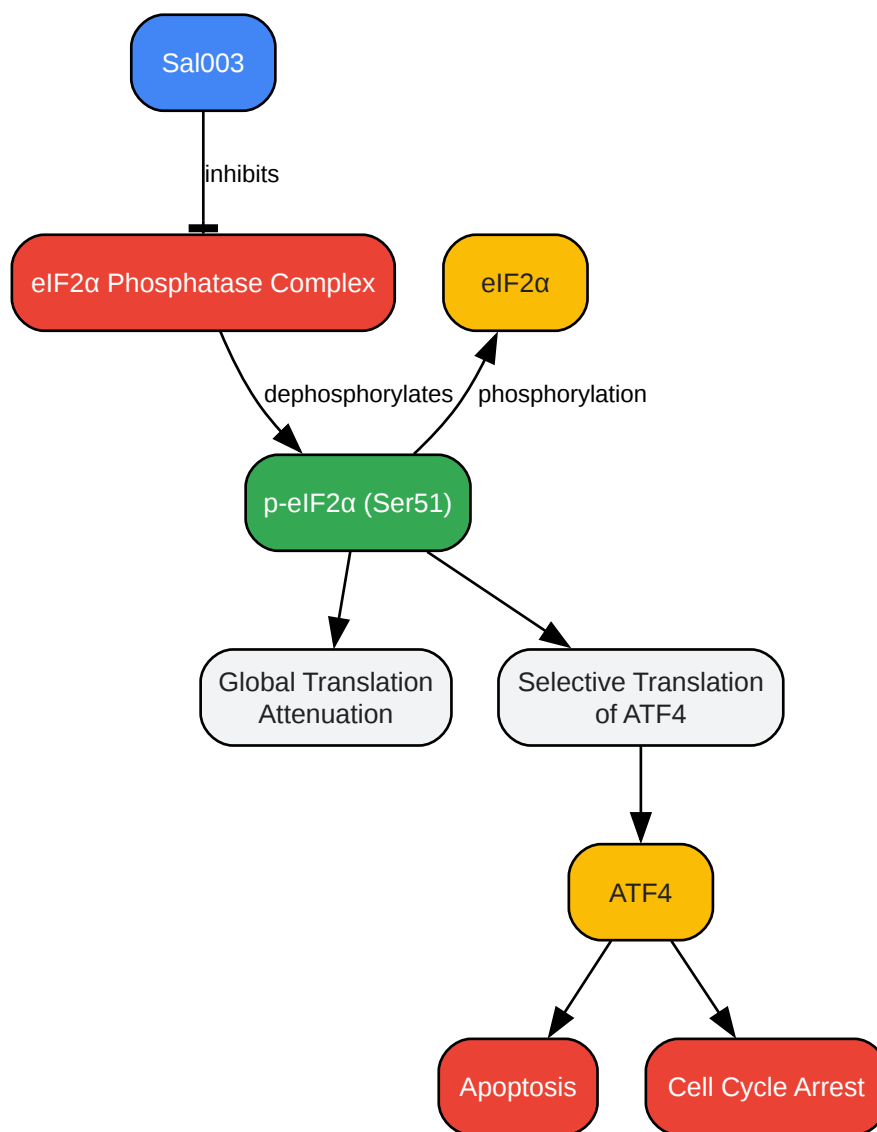 Sal003
inhibits
eIF2α Phosphatase Complex
eIF2α
dephosphorylates
phosphorylation
p-eIF2α (Ser51)
Global Translation
Attenuation
Selective Translation
of ATF4
ATF4
Apoptosis
Cell Cycle Arrest